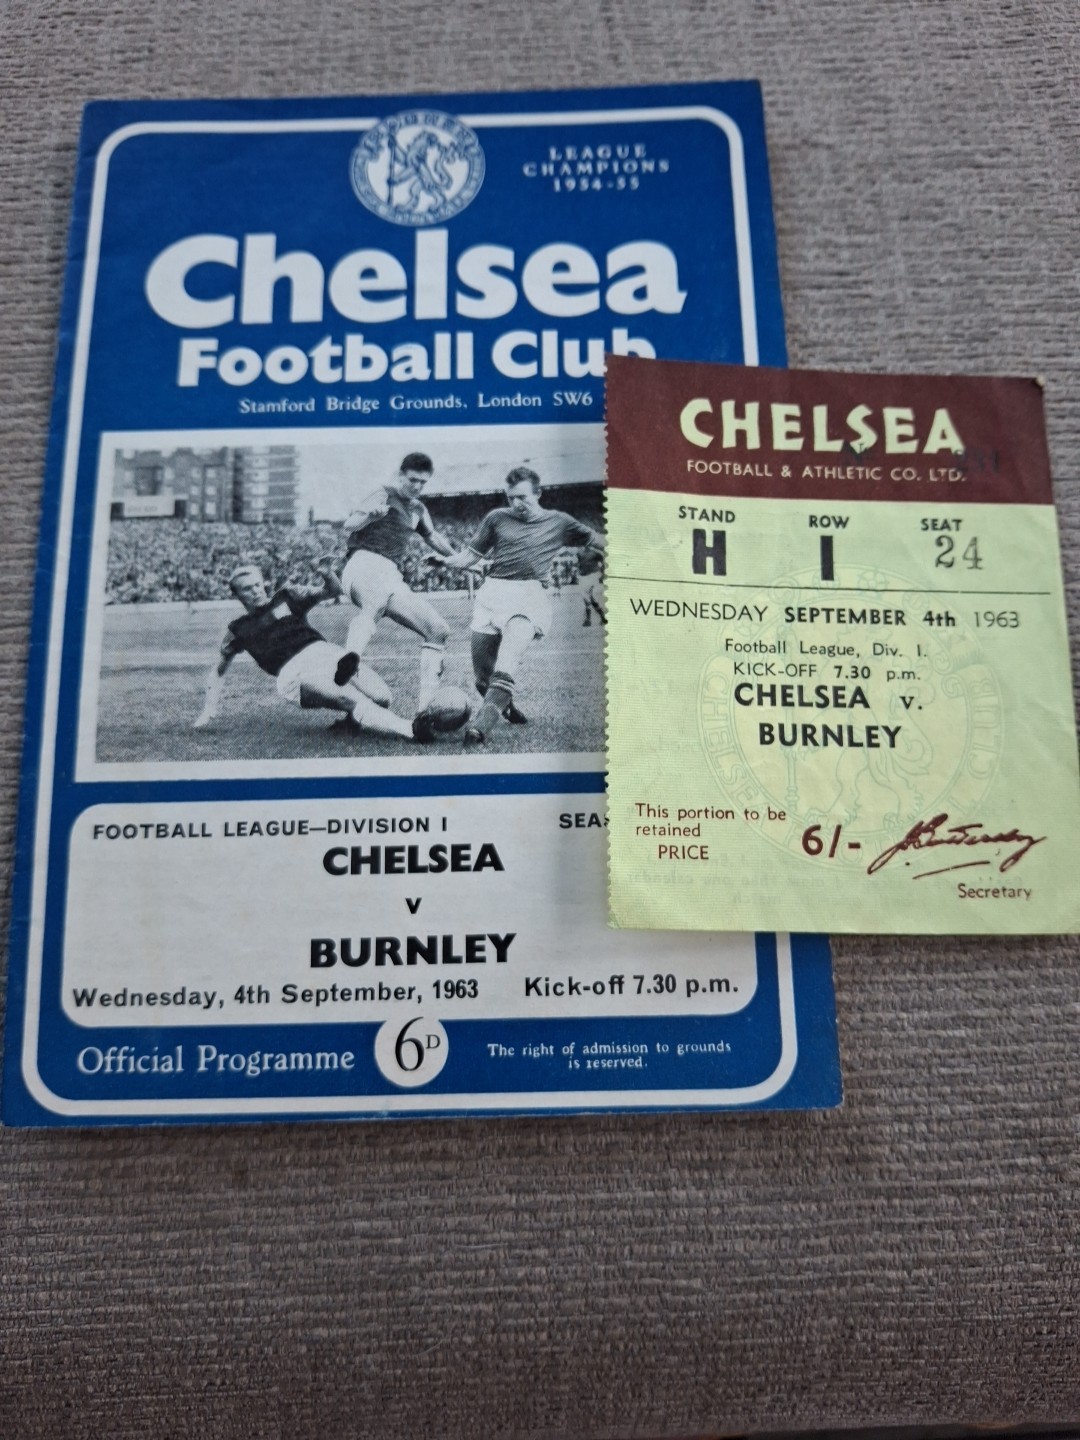 LEAGUE
CHAMPIONS
1954-55
Chelsea
Football Club
Stamford Bridge Grounds, London SW6
FOOTBALL LEAGUE—DIVISION I
CHELSEA
v
BURNLEY
Wednesday, 4th September, 1963 Kick-off 7.30 p.m.
Official Programme 6D
The right of admission to grounds
is reserved.
CHELSEA
FOOTBALL & ATHLETIC CO. LTD.
STAND ROW SEAT
H I 24
WEDNESDAY SEPTEMBER 4th 1963
Football League, Div. I.
KICK-OFF 7.30 p.m.
CHELSEA v.
BURNLEY
This portion to be
retained
PRICE 6/-
Secretary